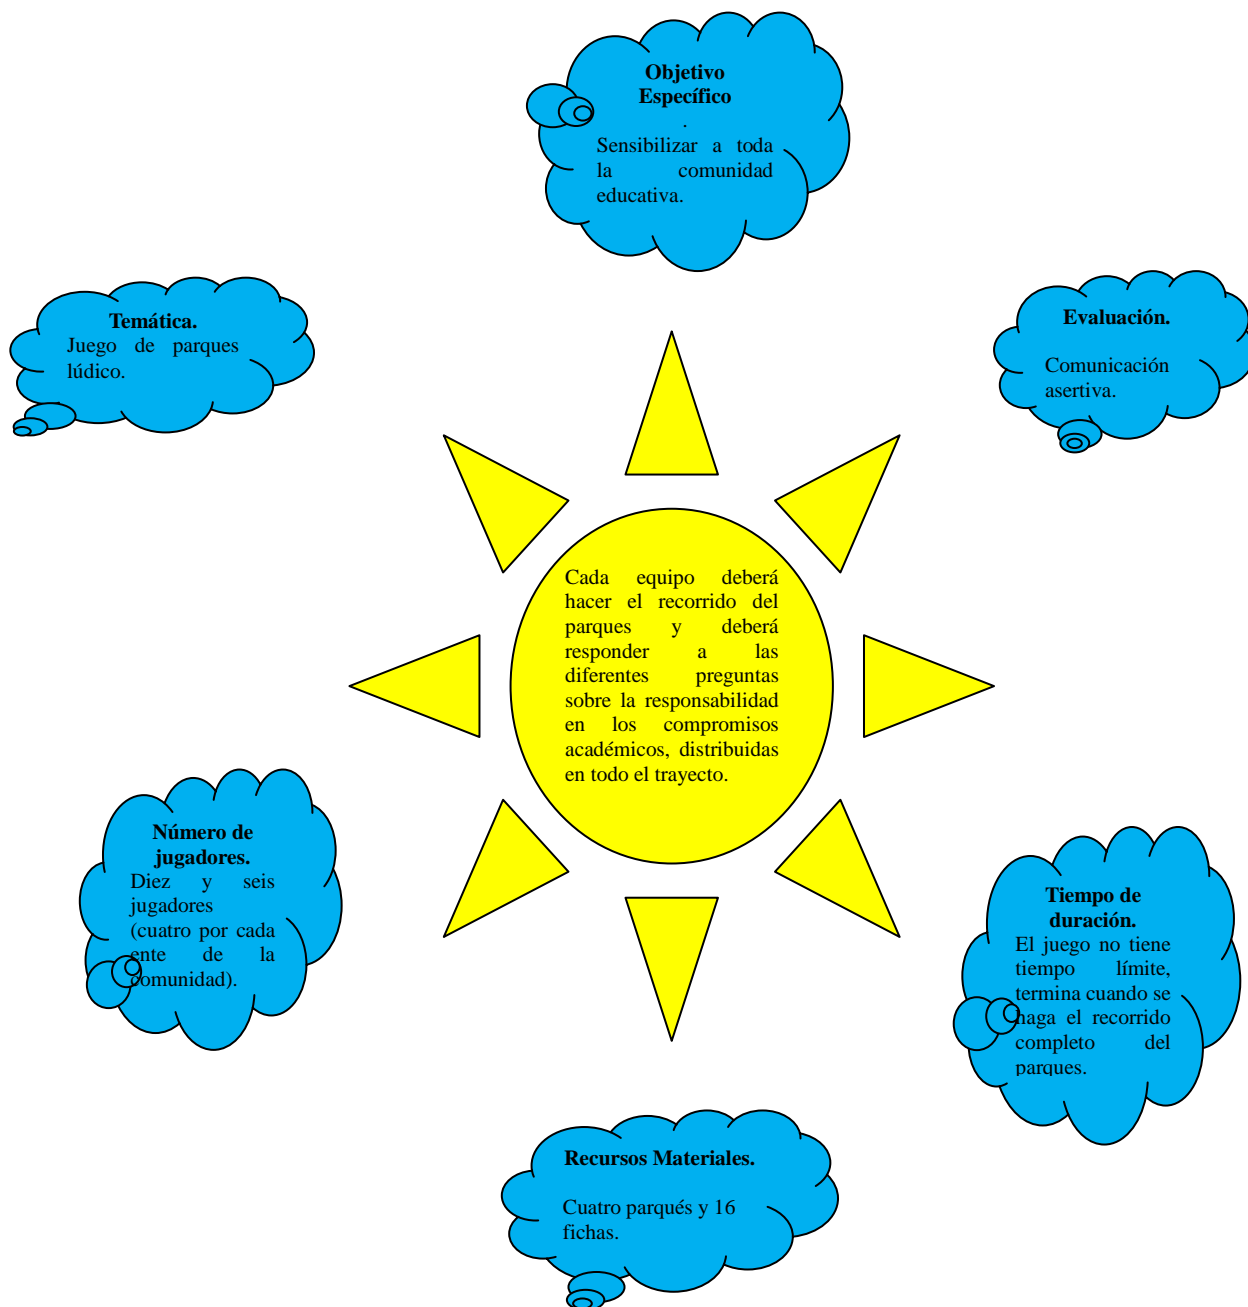 Objetivo
Específico
.
Sensibilizar a toda
la comunidad
educativa.
Temática.
Juego de parques
lúdico.
Evaluación.
Comunicación
asertiva.
Cada equipo deberá
hacer el recorrido del
parques y deberá
responder a las
diferentes preguntas
sobre la responsabilidad
en los compromisos
académicos, distribuidas
en todo el trayecto.
Número de
jugadores.
Diez y seis
jugadores
(cuatro por cada
ente de la
comunidad).
Tiempo de
duración.
El juego no tiene
tiempo límite,
termina cuando se
haga el recorrido
completo del
parques.
Recursos Materiales.
Cuatro parqués y 16
fichas.